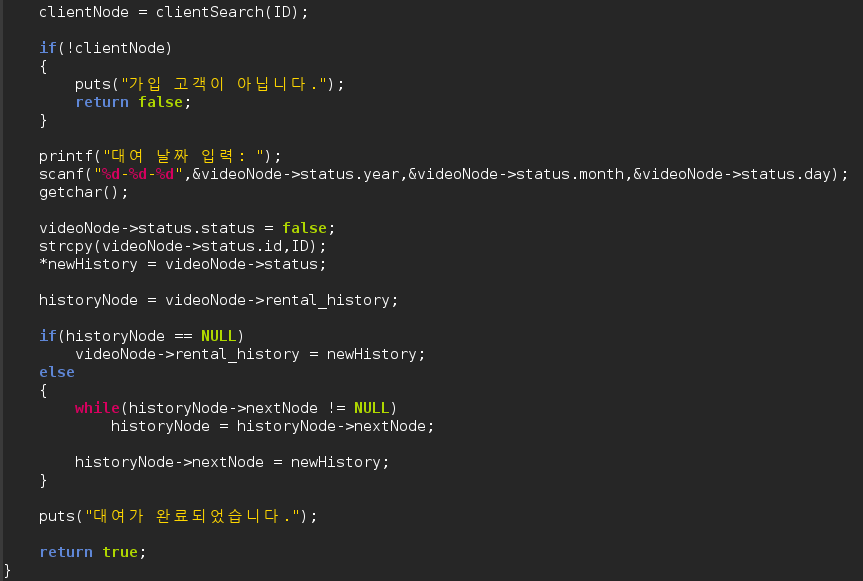 clientNode = clientSearch(ID);
if(!clientNode)
{
puts("가입 고객이 아닙니다.");
return false;
}
printf("대여 날짜 입력: ");
scanf("%d-%d-%d",&videoNode->status.year,&videoNode->status.month,&videoNode->status.day);
getchar();
videoNode->status.status = false;
strcpy(videoNode->status.id,ID);
*newHistory = videoNode->status;
historyNode = videoNode->rental_history;
if(historyNode == NULL)
videoNode->rental_history = newHistory;
else
{
while(historyNode->nextNode != NULL)
historyNode = historyNode->nextNode;
historyNode->nextNode = newHistory;
}
puts("대여가 완료되었습니다.");
return true;
}